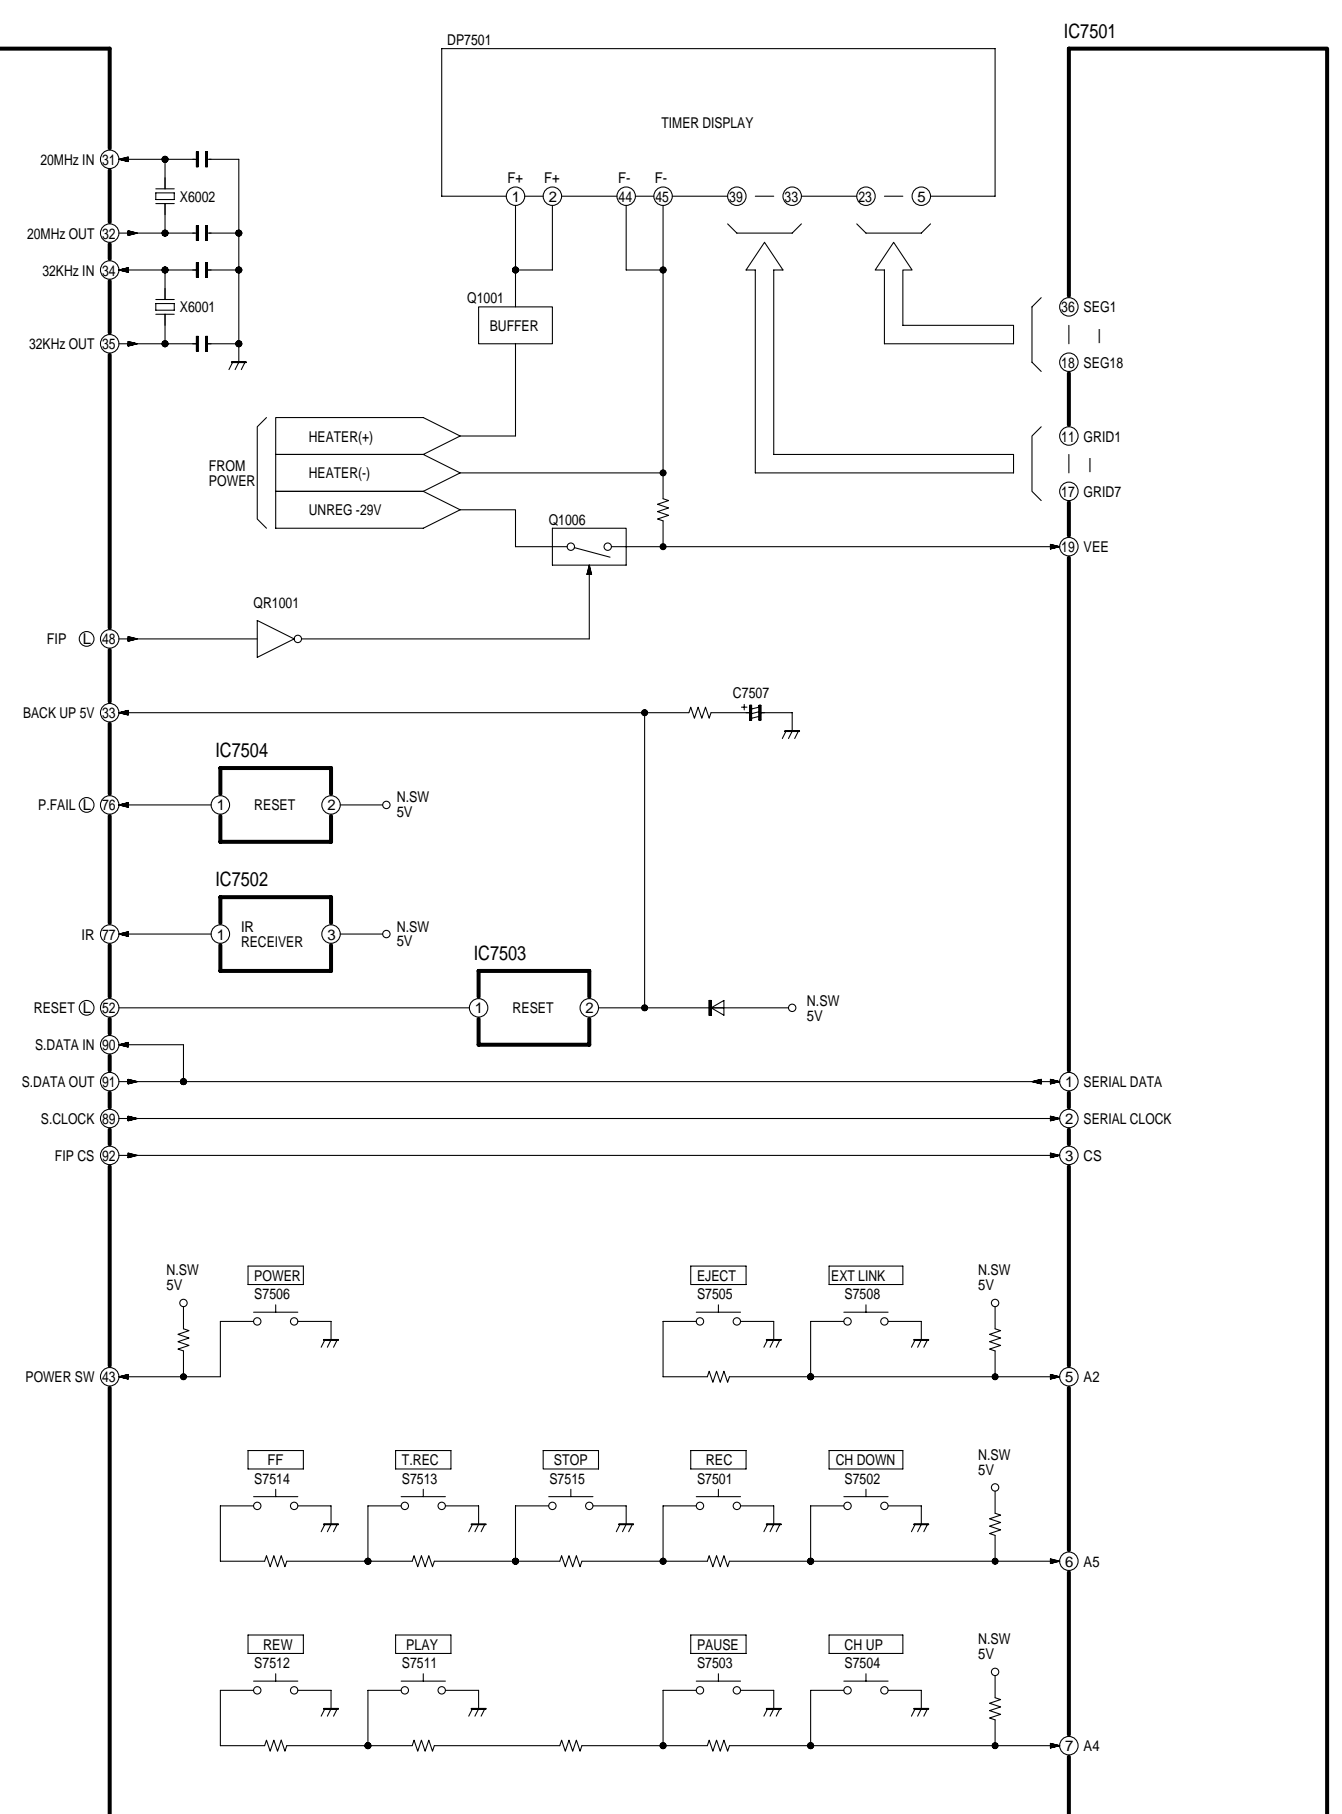 IC7501
DP7501
TIMER DISPLAY
20MHz IN 31
X6002
20MHz OUT 32
32KHz IN 34
X6001
32KHz OUT 35
F+ F+ F- F-
1 2 44 45 39 — 33 23 — 5
Q1001
BUFFER
36 SEG1
18 SEG18
11 GRID1
17 GRID7
FROM
POWER
HEATER(+)
HEATER(-)
UNREG -29V
Q1006
19 VEE
QR1001
FIP L 48
BACK UP 5V 33
C7507
+
IC7504
P.FAIL L 76
1 RESET 2
N.SW
5V
IC7502
IR 77
1 IR
RECEIVER 3
N.SW
5V
IC7503
RESET L 52
1 RESET 2
N.SW
5V
S.DATA IN 90
S.DATA OUT 91
1 SERIAL DATA
S.CLOCK 89
2 SERIAL CLOCK
FIP CS 92
3 CS
N.SW
5V
POWER
S7506
EJECT
S7505
EXT LINK
S7508
N.SW
5V
POWER SW 43
5 A2
FF
S7514
T.REC
S7513
STOP
S7515
REC
S7501
CH DOWN
S7502
N.SW
5V
6 A5
REW
S7512
PLAY
S7511
PAUSE
S7503
CH UP
S7504
N.SW
5V
7 A4